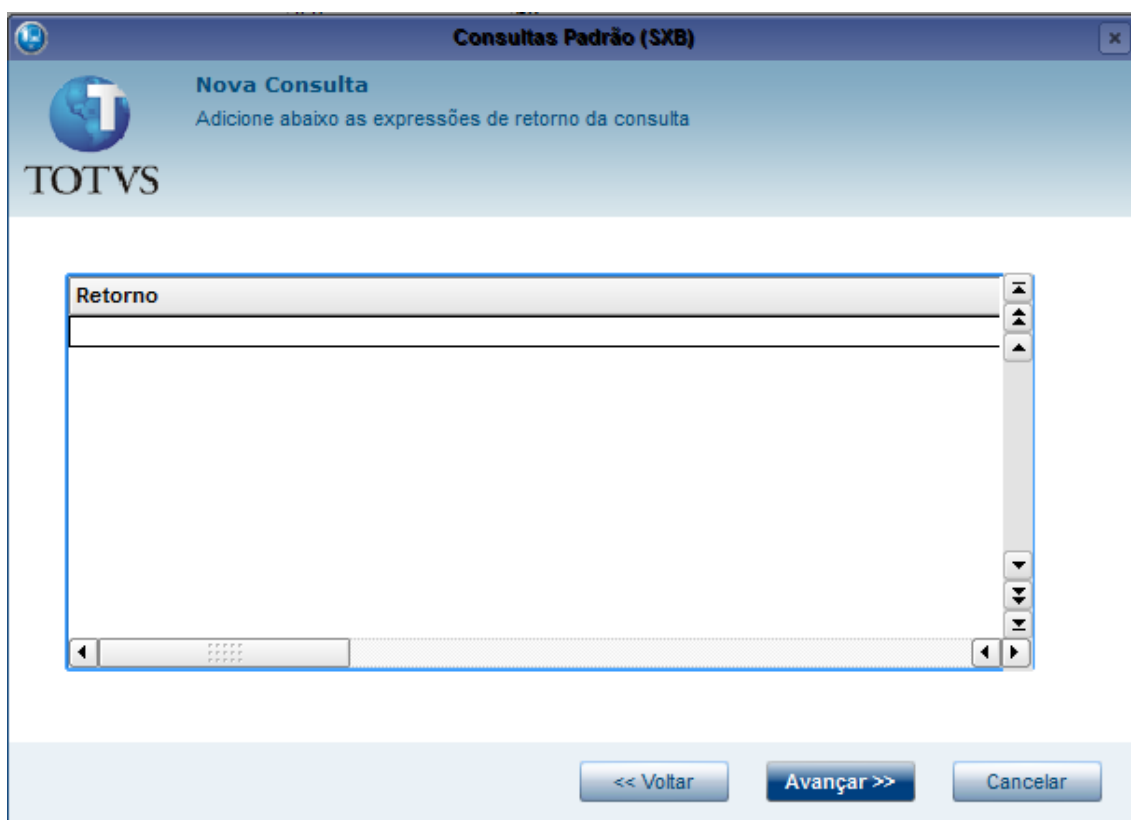 Consultas Padrão (SXB)
Nova Consulta
Adicione abaixo as expressões de retorno da consulta
TOTVS
Retorno
<< Voltar
Avançar >>
Cancelar